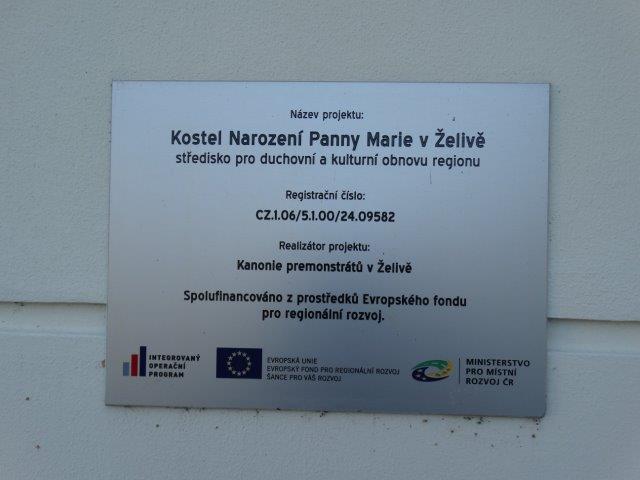 Název projektu:
Kostel Narození Panny Marie v Želivě
středisko pro duchovní a kulturní obnovu regionu
Registrační číslo:
CZ.1.06/5.1.00/24.09582
Realizátor projektu:
Kanonie premonstrátů v Želivě
Spolufinancováno z prostředků Evropského fondu
pro regionální rozvoj.
INTEGROVANÝ
OPERAČNÍ
PROGRAM
EVROPSKÁ UNIE
EVROPSKÝ FOND PRO REGIONÁLNÍ ROZVOJ
ŠANCE PRO VÁŠ ROZVOJ
MINISTERSTVO
PRO MÍSTNÍ
ROZVOJ ČR